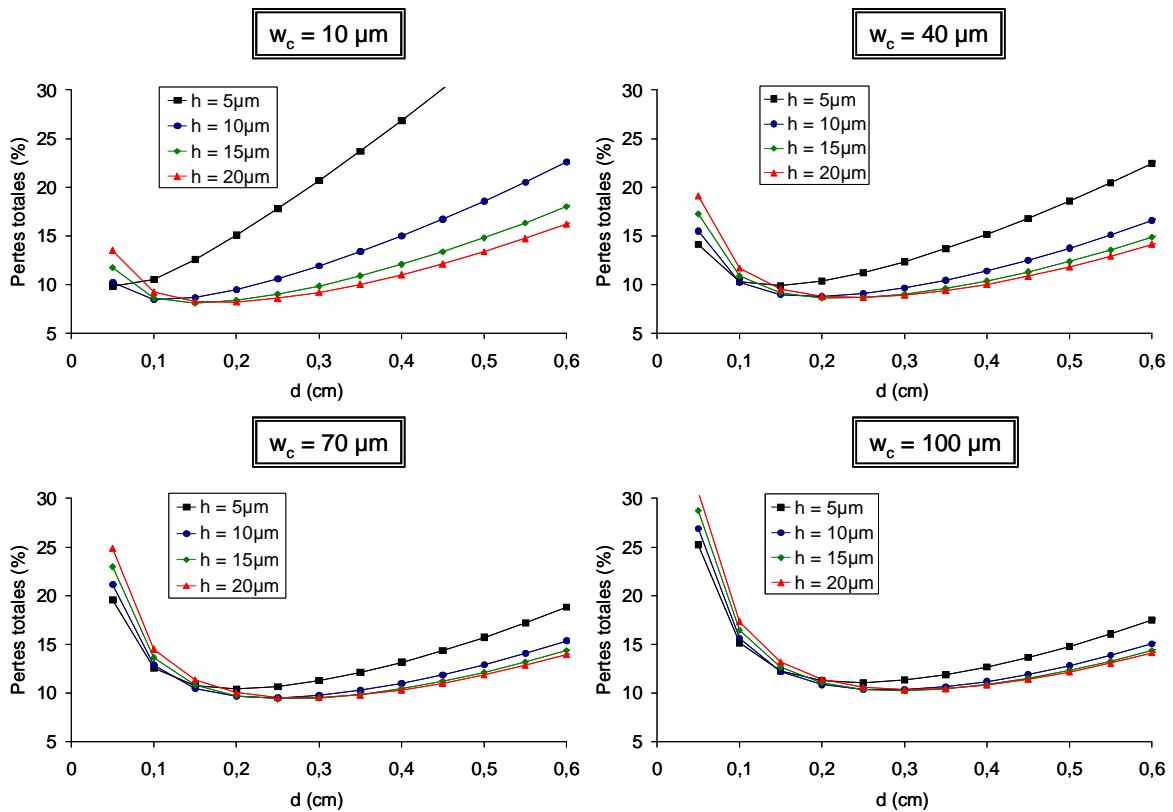 w_c = 10 µm
30
25
20
15
10
5
Pertes totales (%)
h = 5µm
h = 10µm
h = 15µm
h = 20µm
0
0,1
0,2
0,3
0,4
0,5
0,6
d (cm)
w_c = 40 µm
30
25
20
15
10
5
Pertes totales (%)
h = 5µm
h = 10µm
h = 15µm
h = 20µm
0
0,1
0,2
0,3
0,4
0,5
0,6
d (cm)
w_c = 70 µm
30
25
20
15
10
5
Pertes totales (%)
h = 5µm
h = 10µm
h = 15µm
h = 20µm
0
0,1
0,2
0,3
0,4
0,5
0,6
d (cm)
w_c = 100 µm
30
25
20
15
10
5
Pertes totales (%)
h = 5µm
h = 10µm
h = 15µm
h = 20µm
0
0,1
0,2
0,3
0,4
0,5
0,6
d (cm)